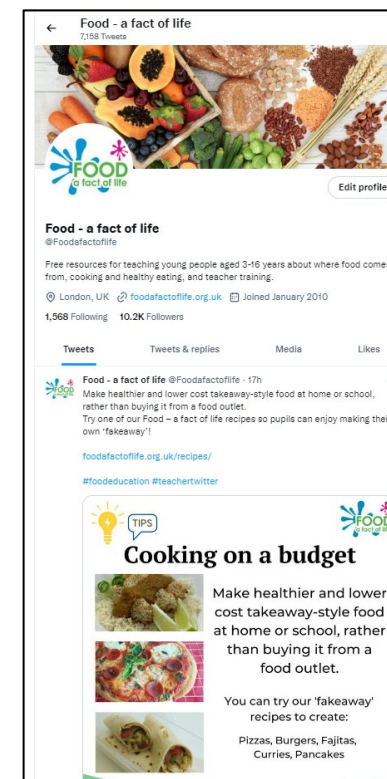 Food - a fact of life
7,158 Tweets
FOOD
a fact of life
Edit profile
Food - a fact of life
@Foodafactoflife
Free resources for teaching young people aged 3-16 years about where food comes
from, cooking and healthy eating, and teacher training.
London, UK foodafactoflife.org.uk Joined January 2010
1,568 Following 10.2K Followers
Tweets Tweets & replies Media Likes
Food - a fact of life @Foodafactoflife · 17h
Make healthier and lower cost takeaway-style food at home or school,
rather than buying it from a food outlet.
Try one of our Food – a fact of life recipes so pupils can enjoy making their
own 'fakeaway'!
foodafactoflife.org.uk/recipes/
#foodeducation #teachertwitter
TIPS
FOOD
a fact of life
Cooking on a budget
Make healthier and lower
cost takeaway-style food
at home or school, rather
than buying it from a
food outlet.
You can try our 'fakeaway'
recipes to create:
Pizzas, Burgers, Fajitas,
Curries, Pancakes